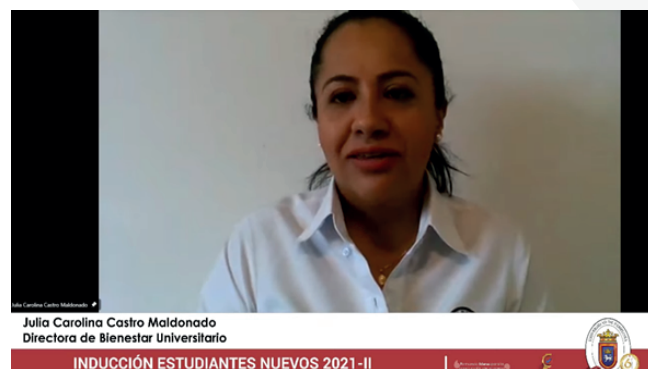 Julia Carolina Castro Maldonado
Julia Carolina Castro Maldonado
Directora de Bienestar Universitario
INDUCCIÓN ESTUDIANTES NUEVOS 2021-II